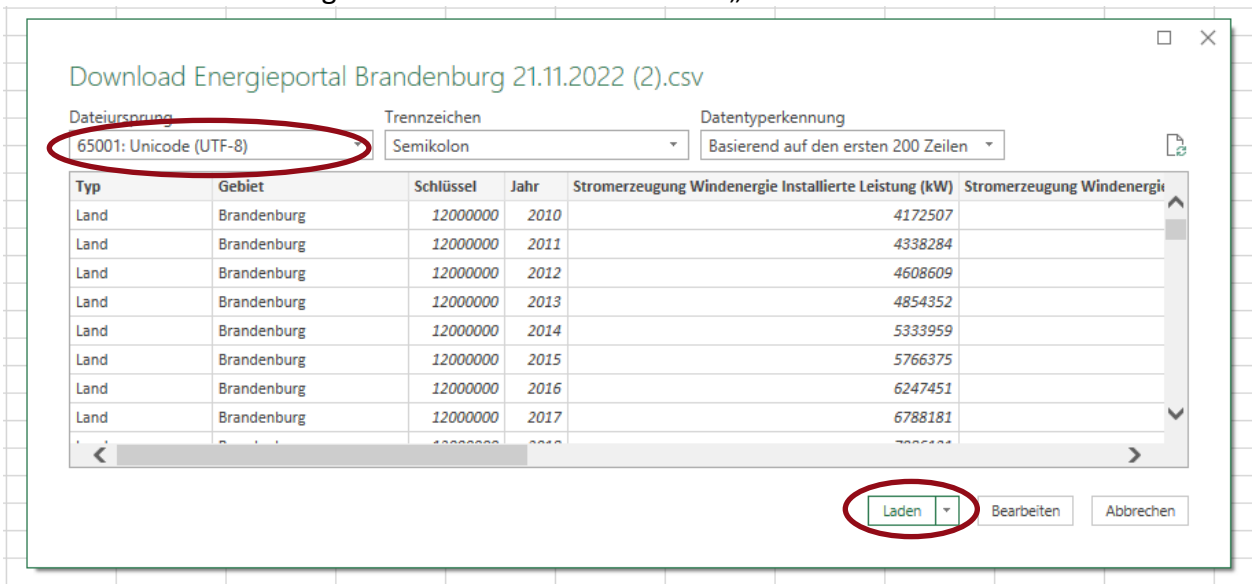 Download Energieportal Brandenburg 21.11.2022 (2).csv
Dateiursprung Trennzeichen Datentyperkennung
65001: Unicode (UTF-8) Semikolon Basierend auf den ersten 200 Zeilen
Typ Gebiet Schlüssel Jahr Stromerzeugung Windenergie Installierte Leistung (kW) Stromerzeugung Windenergie
Land Brandenburg 12000000 2010 4172507
Land Brandenburg 12000000 2011 4338284
Land Brandenburg 12000000 2012 4608609
Land Brandenburg 12000000 2013 4854352
Land Brandenburg 12000000 2014 5333959
Land Brandenburg 12000000 2015 5766375
Land Brandenburg 12000000 2016 6247451
Land Brandenburg 12000000 2017 6788181
Laden Bearbeiten Abbrechen